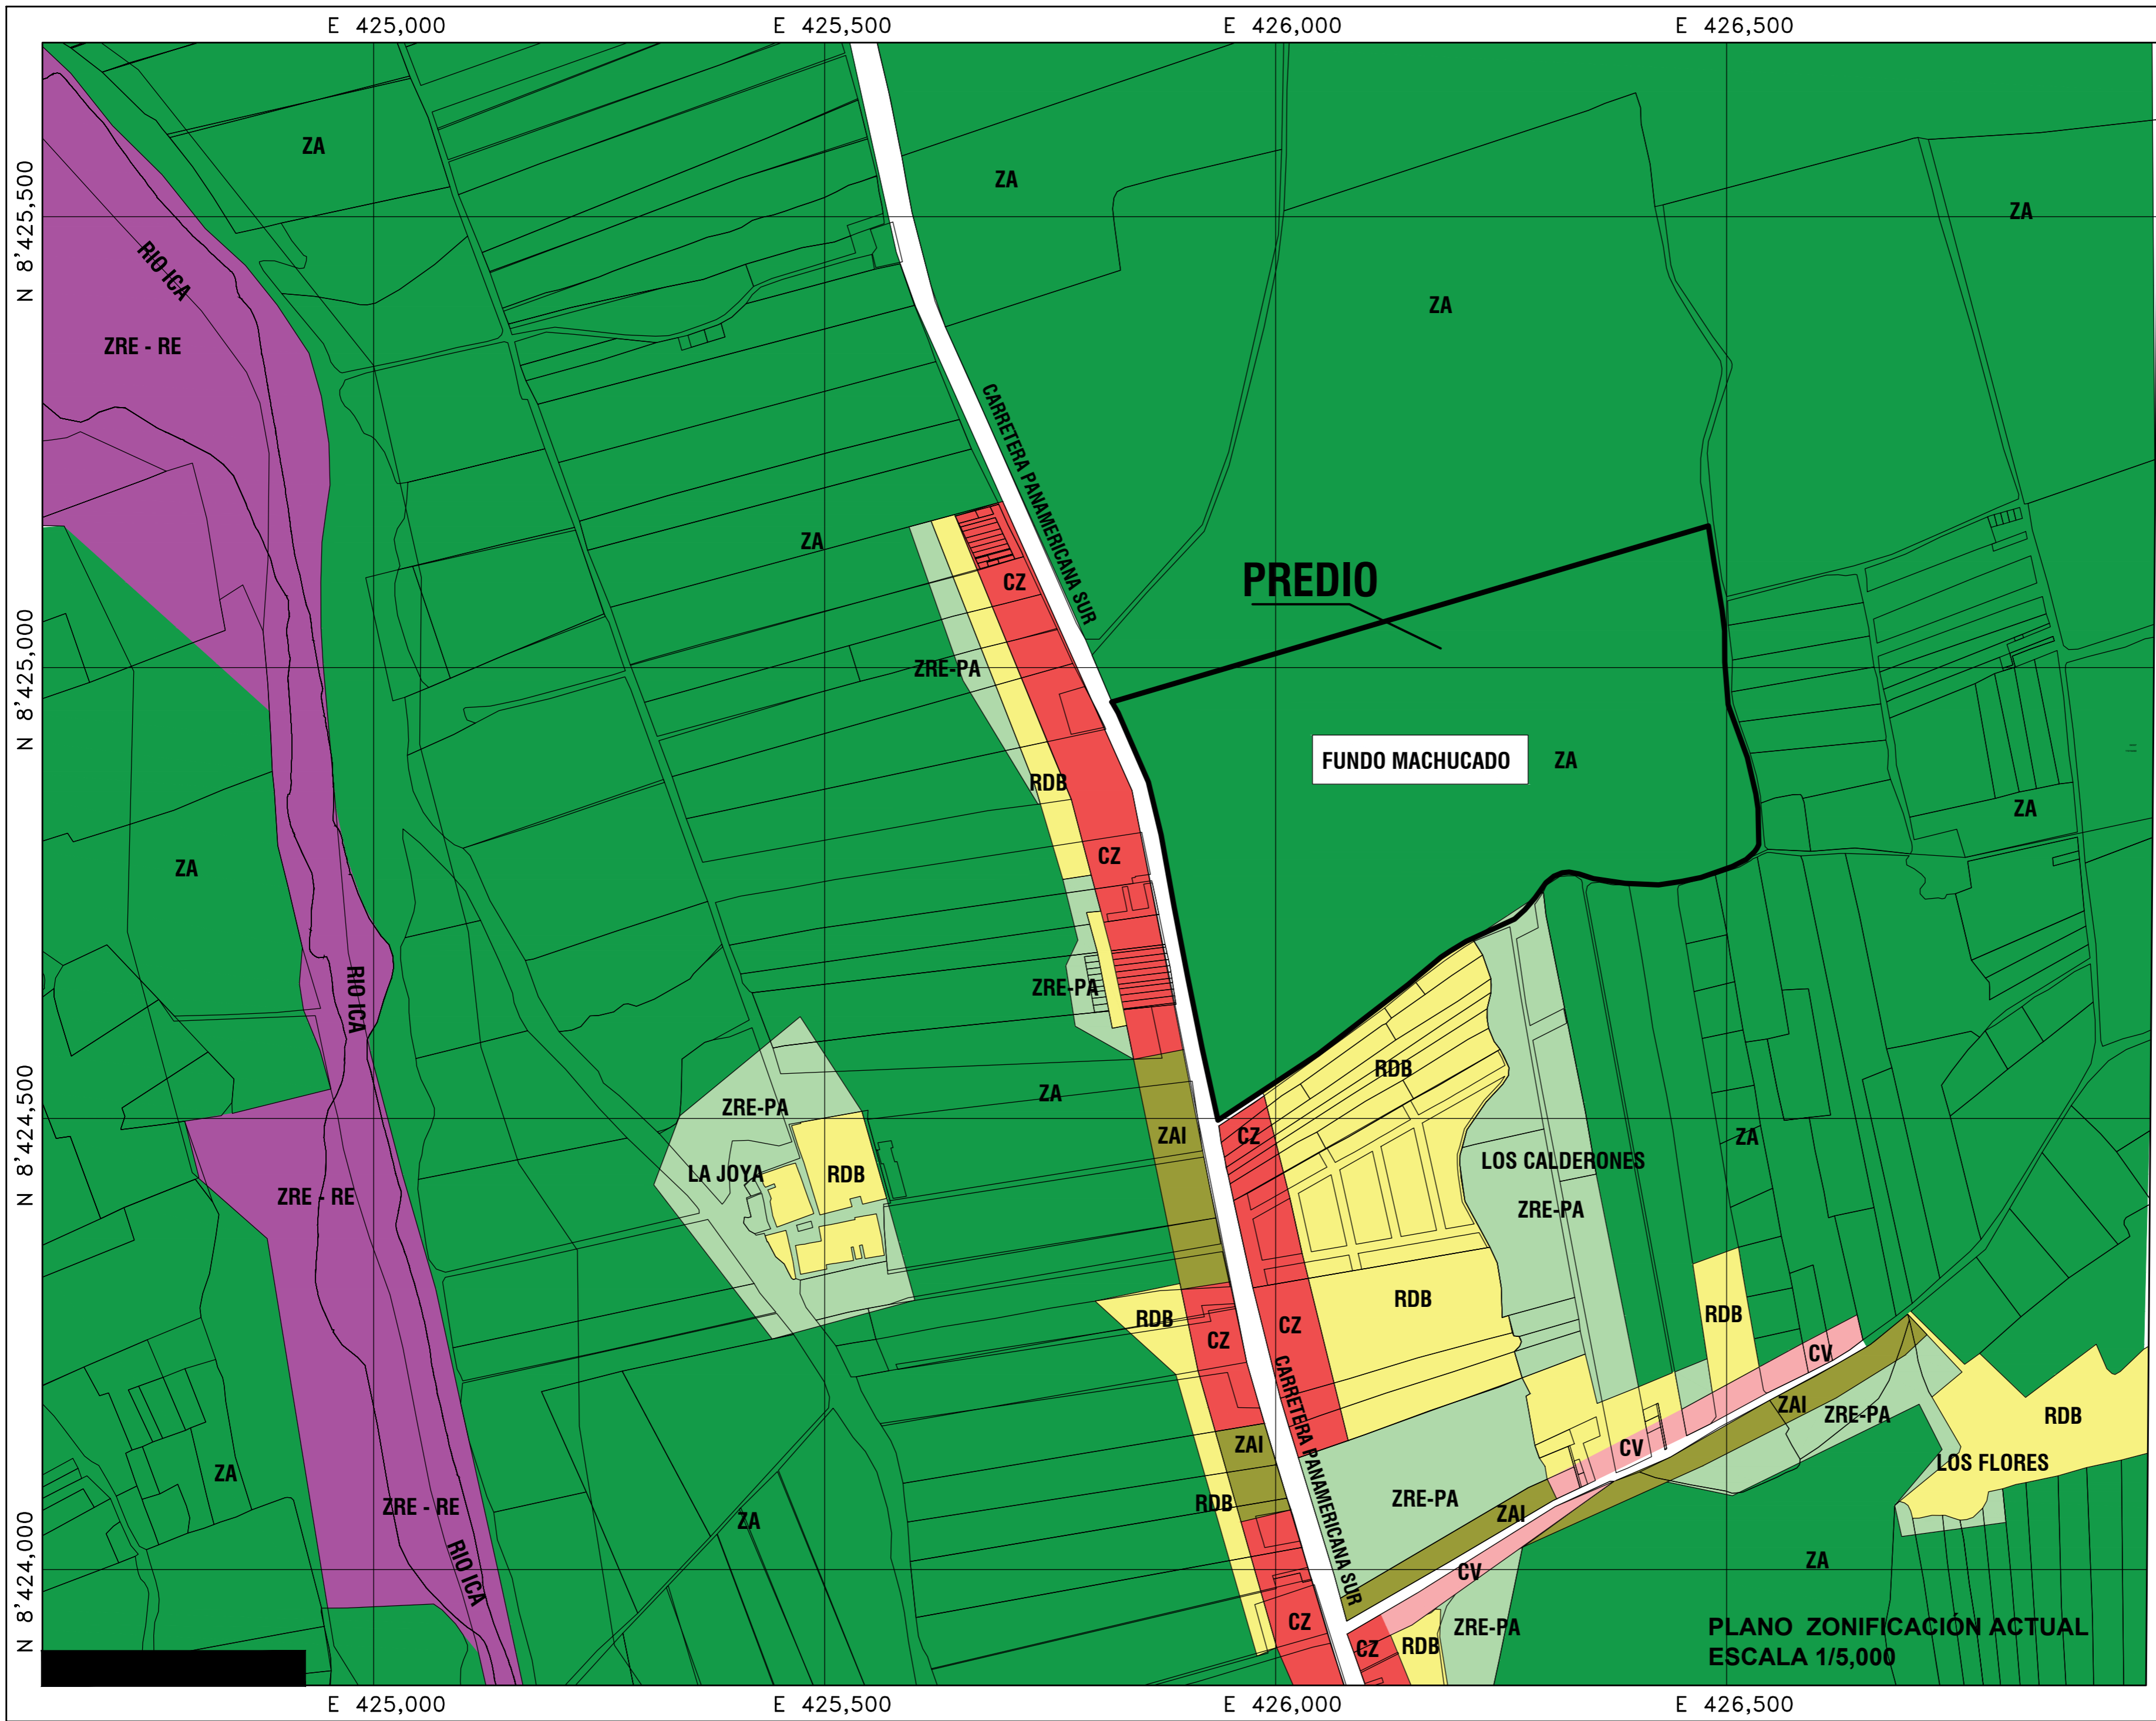 E 425,000
E 425,500
E 426,000
E 426,500
N 8'425,500
N 8'425,000
N 8'424,500
N 8'424,000
ZA
ZA
ZA
RIO ICA
ZA
ZRE - RE
CARRETERA PANAMERICANA SUR
ZA
CZ
PREDIO
ZRE-PA
FUNDO MACHUCADO
ZA
RDB
ZA
CZ
ZA
RIO ICA
ZRE-PA
RDB
ZA
ZRE-PA
ZAI
CZ
ZA
LOS CALDERONES
LA JOYA
RDB
ZRE - RE
ZRE-PA
RDB
RDB
RDB
CZ
CZ
CV
CARRETERA PANAMERICANA SUR
ZAI
ZRE-PA
RDB
ZAI
CV
LOS FLORES
ZA
ZRE-PA
RDB
ZRE - RE
ZAI
ZA
RIO ICA
CV
ZA
CZ
ZRE-PA
CZ
RDB
PLANO ZONIFICACIÓN ACTUAL
ESCALA 1/5,000
E 425,000
E 425,500
E 426,000
E 426,500